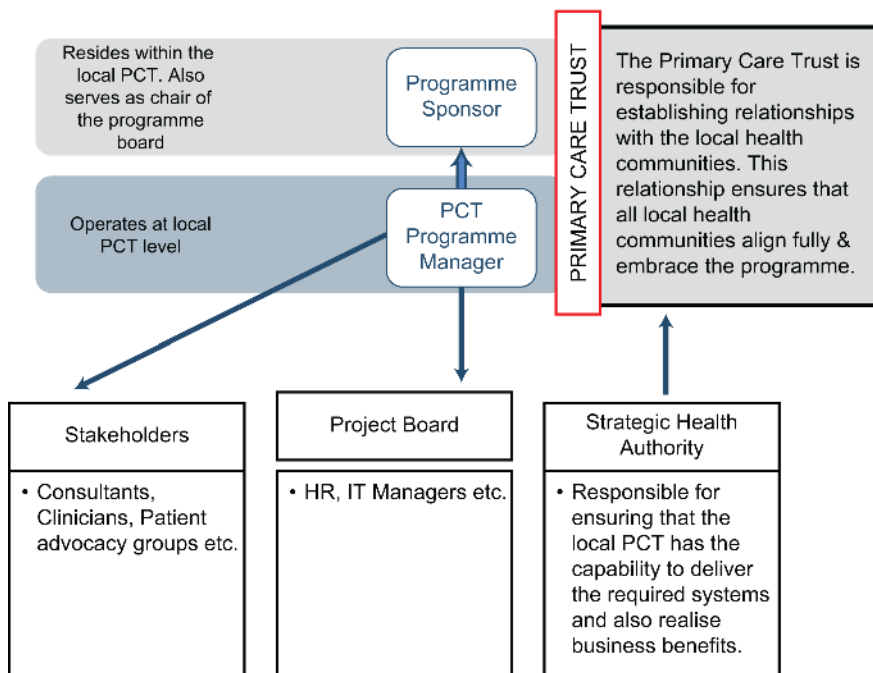 Resides within the
local PCT. Also
serves as chair of
the programme
board
Programme
Sponsor
Operates at local
PCT level
PCT
Programme
Manager
PRIMARY CARE TRUST
The Primary Care Trust is
responsible for
establishing relationships
with the local health
communities. This
relationship ensures that
all local health
communities align fully &
embrace the programme.
Stakeholders
• Consultants,
Clinicians, Patient
advocacy groups etc.
Project Board
• HR, IT Managers etc.
Strategic Health
Authority
• Responsible for
ensuring that the
local PCT has the
capability to deliver
the required systems
and also realise
business benefits.